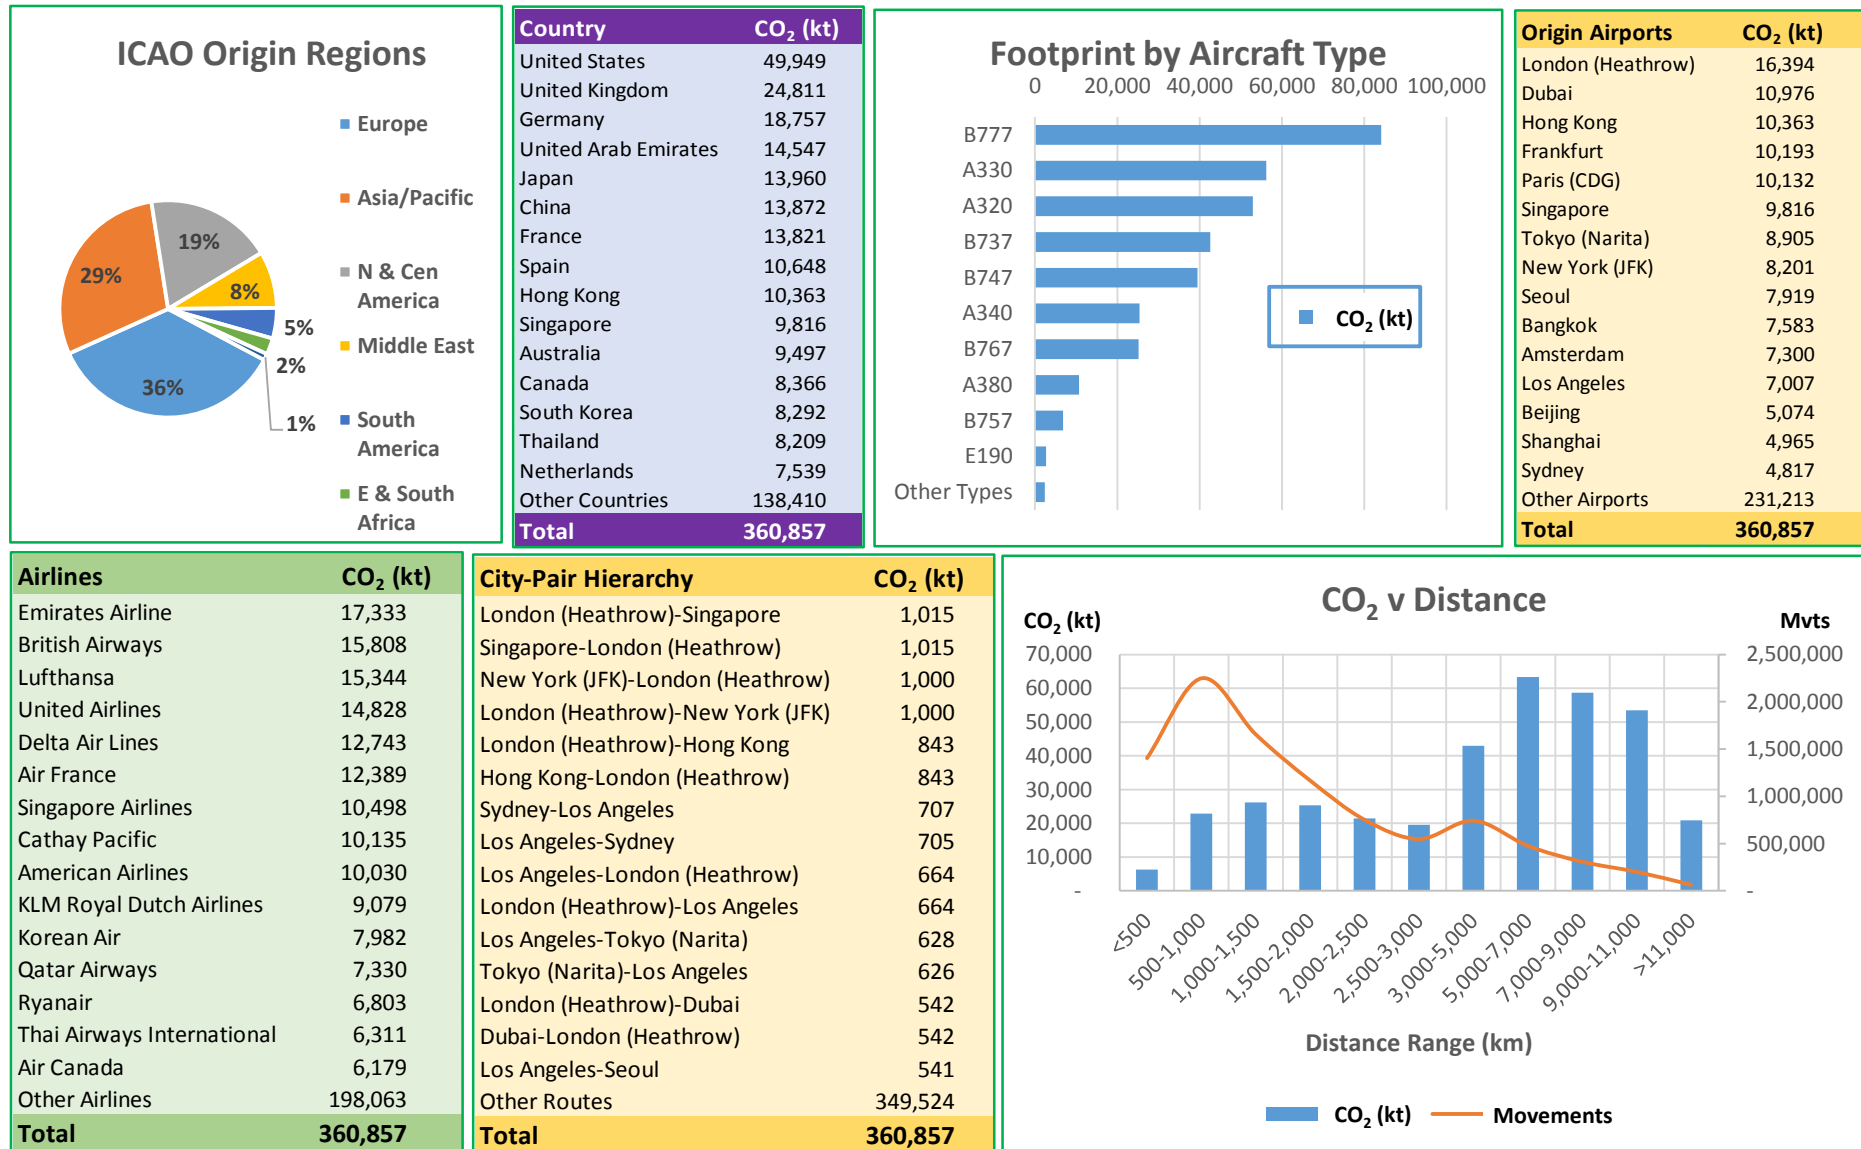 ICAO Origin Regions
Europe
Asia/Pacific
N & Cen
America
Middle East
South
America
E & South
Africa
19%
29%
8%
5%
2%
36%
1%
Country CO₂ (kt)
United States 49,949
United Kingdom 24,811
Germany 18,757
United Arab Emirates 14,547
Japan 13,960
China 13,872
France 13,821
Spain 10,648
Hong Kong 10,363
Singapore 9,816
Australia 9,497
Canada 8,366
South Korea 8,292
Thailand 8,209
Netherlands 7,539
Other Countries 138,410
Total 360,857
Footprint by Aircraft Type
0 20,000 40,000 60,000 80,000 100,000
B777
A330
A320
B737
B747
A340
B767
A380
B757
E190
Other Types
CO₂ (kt)
Origin Airports CO₂ (kt)
London (Heathrow) 16,394
Dubai 10,976
Hong Kong 10,363
Frankfurt 10,193
Paris (CDG) 10,132
Singapore 9,816
Tokyo (Narita) 8,905
New York (JFK) 8,201
Seoul 7,919
Bangkok 7,583
Amsterdam 7,300
Los Angeles 7,007
Beijing 5,074
Shanghai 4,965
Sydney 4,817
Other Airports 231,213
Total 360,857
Airlines CO₂ (kt)
Emirates Airline 17,333
British Airways 15,808
Lufthansa 15,344
United Airlines 14,828
Delta Air Lines 12,743
Air France 12,389
Singapore Airlines 10,498
Cathay Pacific 10,135
American Airlines 10,030
KLM Royal Dutch Airlines 9,079
Korean Air 7,982
Qatar Airways 7,330
Ryanair 6,803
Thai Airways International 6,311
Air Canada 6,179
Other Airlines 198,063
Total 360,857
City-Pair Hierarchy CO₂ (kt)
London (Heathrow)-Singapore 1,015
Singapore-London (Heathrow) 1,015
New York (JFK)-London (Heathrow) 1,000
London (Heathrow)-New York (JFK) 1,000
London (Heathrow)-Hong Kong 843
Hong Kong-London (Heathrow) 843
Sydney-Los Angeles 707
Los Angeles-Sydney 705
Los Angeles-London (Heathrow) 664
London (Heathrow)-Los Angeles 664
Los Angeles-Tokyo (Narita) 628
Tokyo (Narita)-Los Angeles 626
London (Heathrow)-Dubai 542
Dubai-London (Heathrow) 542
Los Angeles-Seoul 541
Other Routes 349,524
Total 360,857
CO₂ v Distance
CO₂ (kt) Mvts
70,000 2,500,000
60,000 2,000,000
50,000 1,500,000
40,000 1,000,000
30,000 500,000
20,000 -
10,000
-
<500
500-1,000
1,000-1,500
1,500-2,000
2,000-2,500
2,500-3,000
3,000-5,000
5,000-7,000
7,000-9,000
9,000-11,000
>11,000
Distance Range (km)
CO₂ (kt) Movements